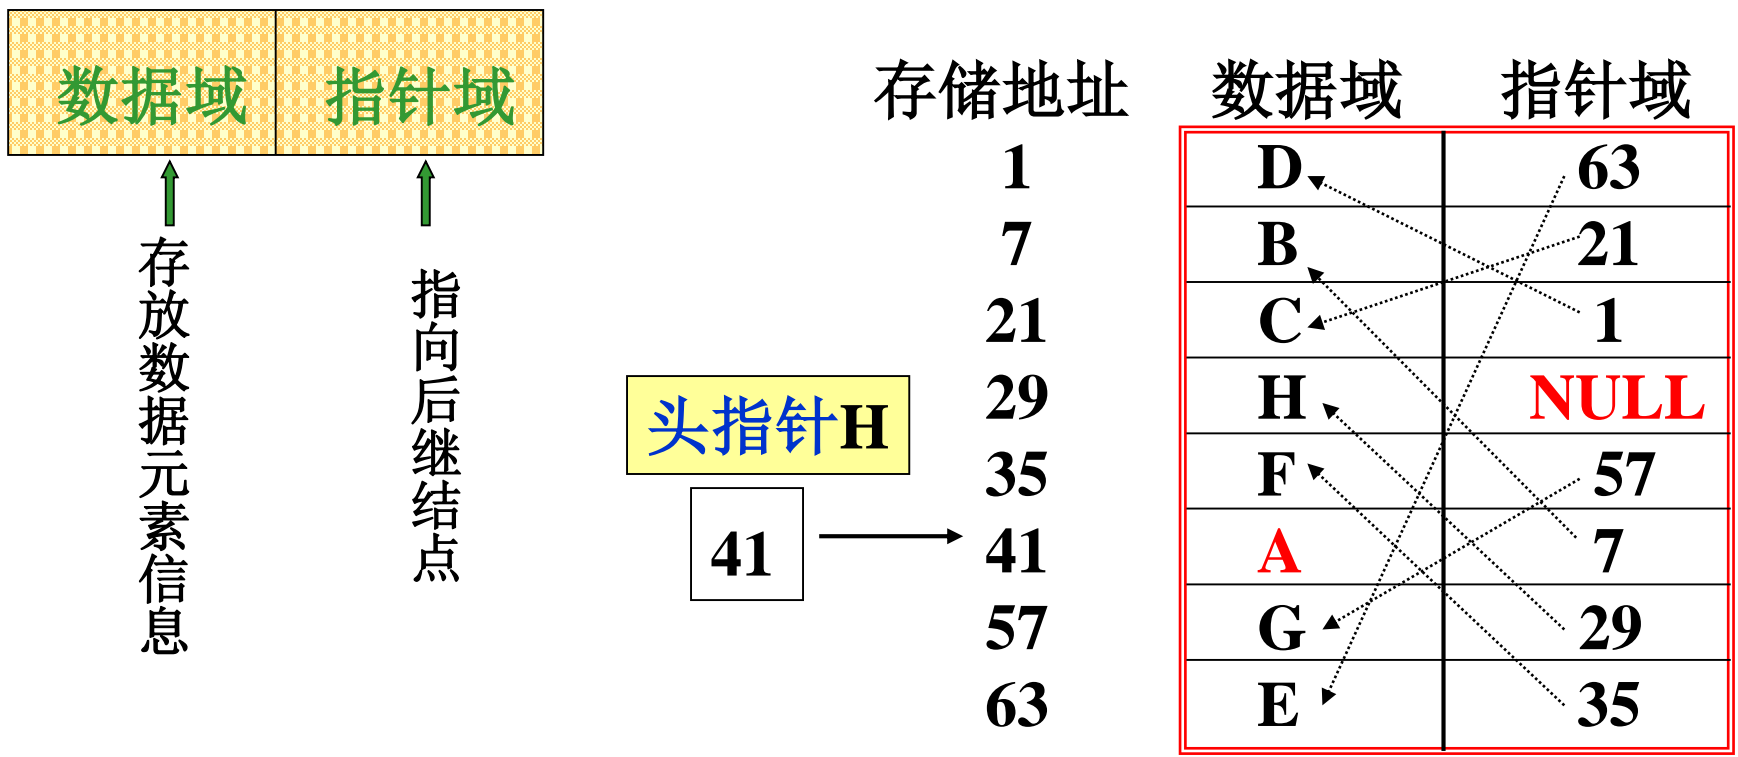 数据域 指针域
存放数据元素信息
指向后继结点
头指针H
41
存储地址 数据域 指针域
1 D 63
7 B 21
21 C 1
29 H NULL
35 F 57
41 A 7
57 G 29
63 E 35